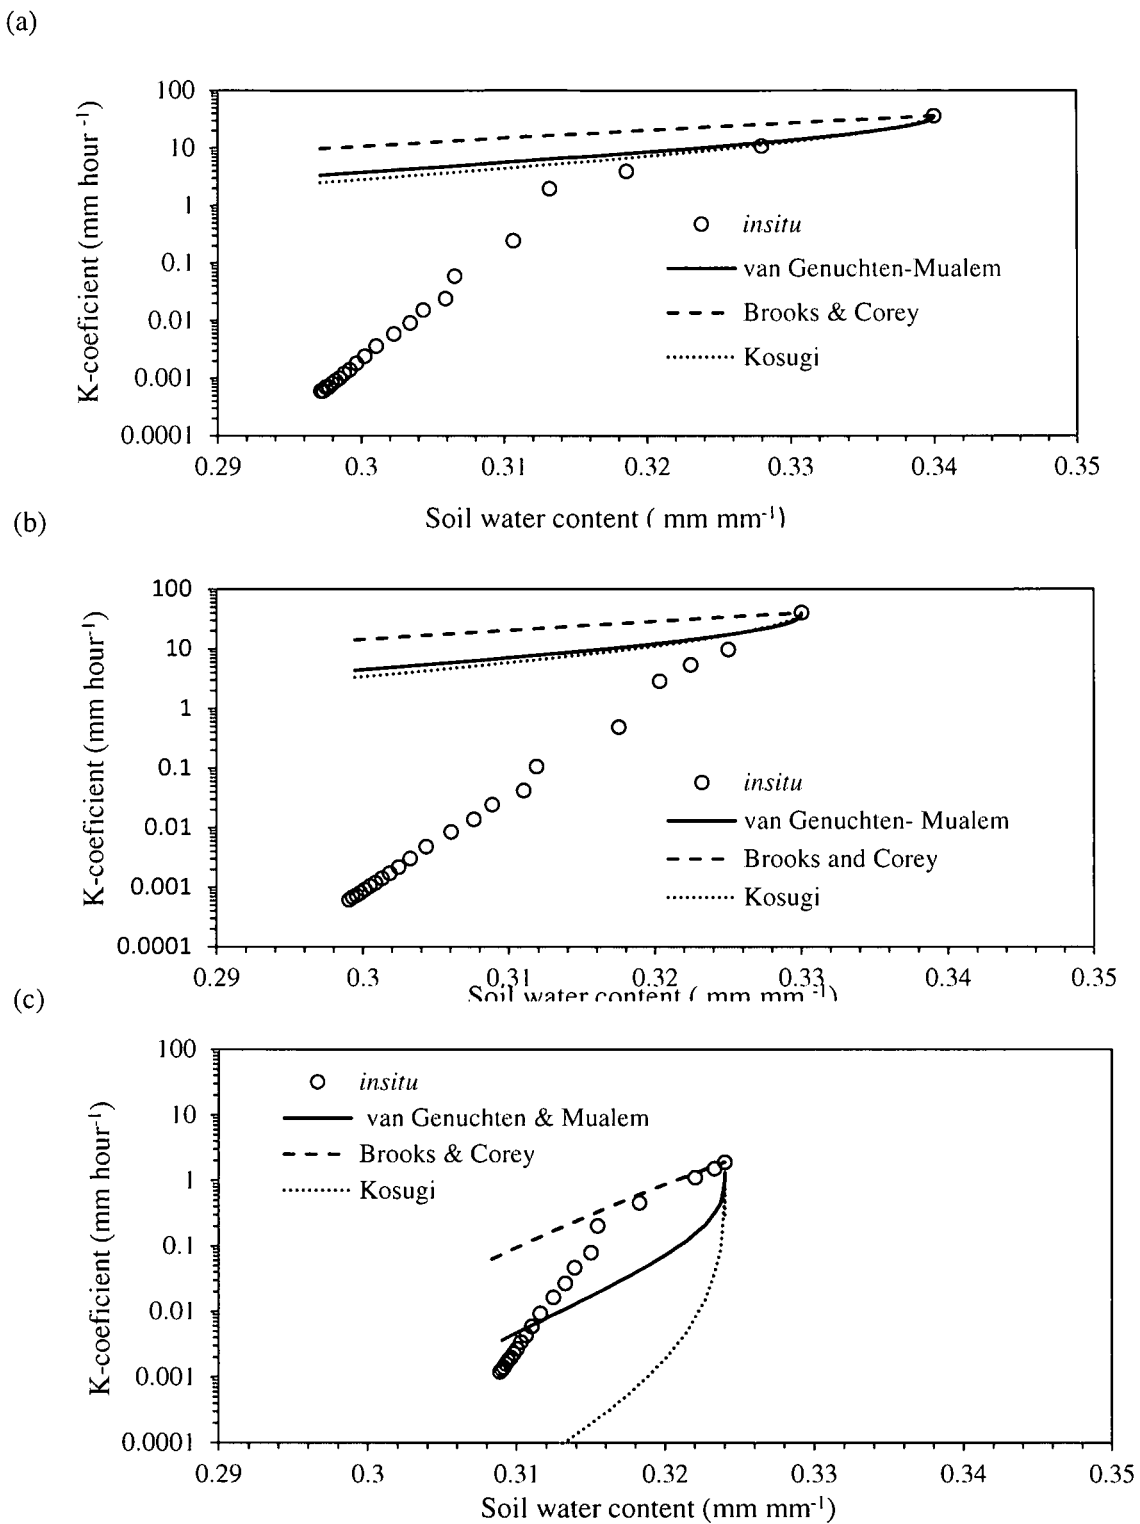 (a)
100
10
1
0.1
0.01
0.001
0.0001
K-coeficient (mm hour-1)
insitu
van Genuchten-Mualem
Brooks & Corey
Kosugi
0.29 0.3 0.31 0.32 0.33 0.34 0.35
Soil water content ( mm mm-1)
(b)
100
10
1
0.1
0.01
0.001
0.0001
K-coeficient (mm hour-1)
insitu
van Genuchten- Mualem
Brooks and Corey
Kosugi
0.29 0.3 0.31 0.32 0.33 0.34 0.35
Soil water content ( mm mm-1)
(c)
100
10
1
0.1
0.01
0.001
0.0001
K-coeficient (mm hour-1)
insitu
van Genuchten & Mualem
Brooks & Corey
Kosugi
0.29 0.3 0.31 0.32 0.33 0.34 0.35
Soil water content (mm mm-1)